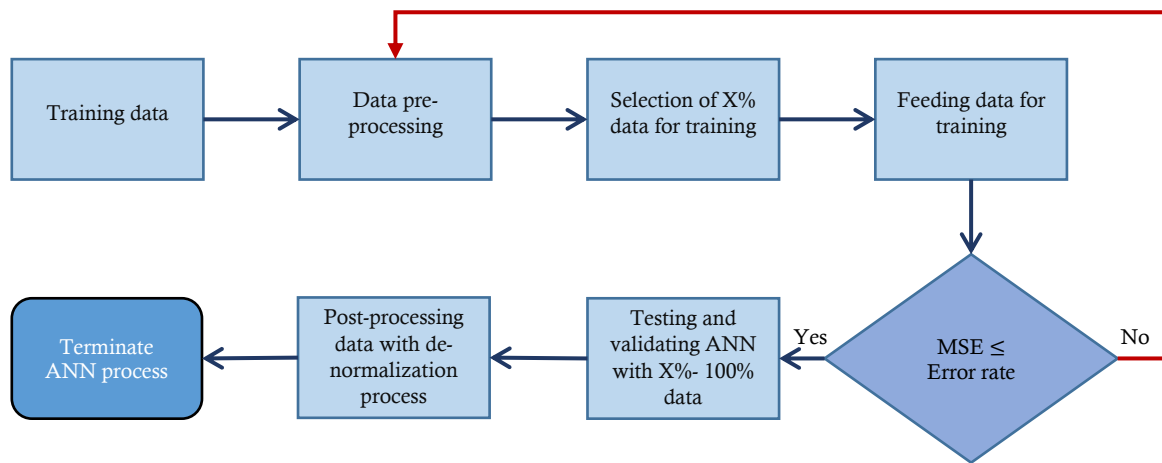 Training data
Data pre-
processing
Selection of X%
data for training
Feeding data for
training
MSE ≤
Error rate
Yes
No
Testing and
validating ANN
with X%- 100%
data
Post-processing
data with de-
normalization
process
Terminate
ANN process